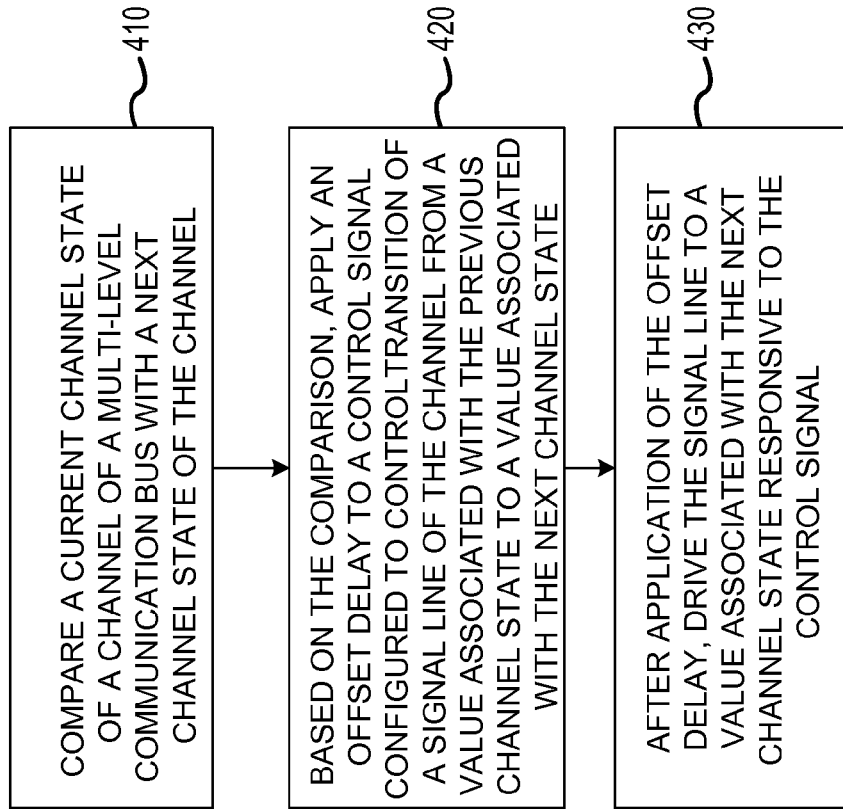 COMPARE A CURRENT CHANNEL STATE
OF A CHANNEL OF A MULTI-LEVEL
COMMUNICATION BUS WITH A NEXT
CHANNEL STATE OF THE CHANNEL
410
BASED ON THE COMPARISON, APPLY AN
OFFSET DELAY TO A CONTROL SIGNAL
CONFIGURED TO CONTROLTRANSITION OF
A SIGNAL LINE OF THE CHANNEL FROM A
VALUE ASSOCIATED WITH THE PREVIOUS
CHANNEL STATE TO A VALUE ASSOCIATED
WITH THE NEXT CHANNEL STATE
420
AFTER APPLICATION OF THE OFFSET
DELAY, DRIVE THE SIGNAL LINE TO A
VALUE ASSOCIATED WITH THE NEXT
CHANNEL STATE RESPONSIVE TO THE
CONTROL SIGNAL
430